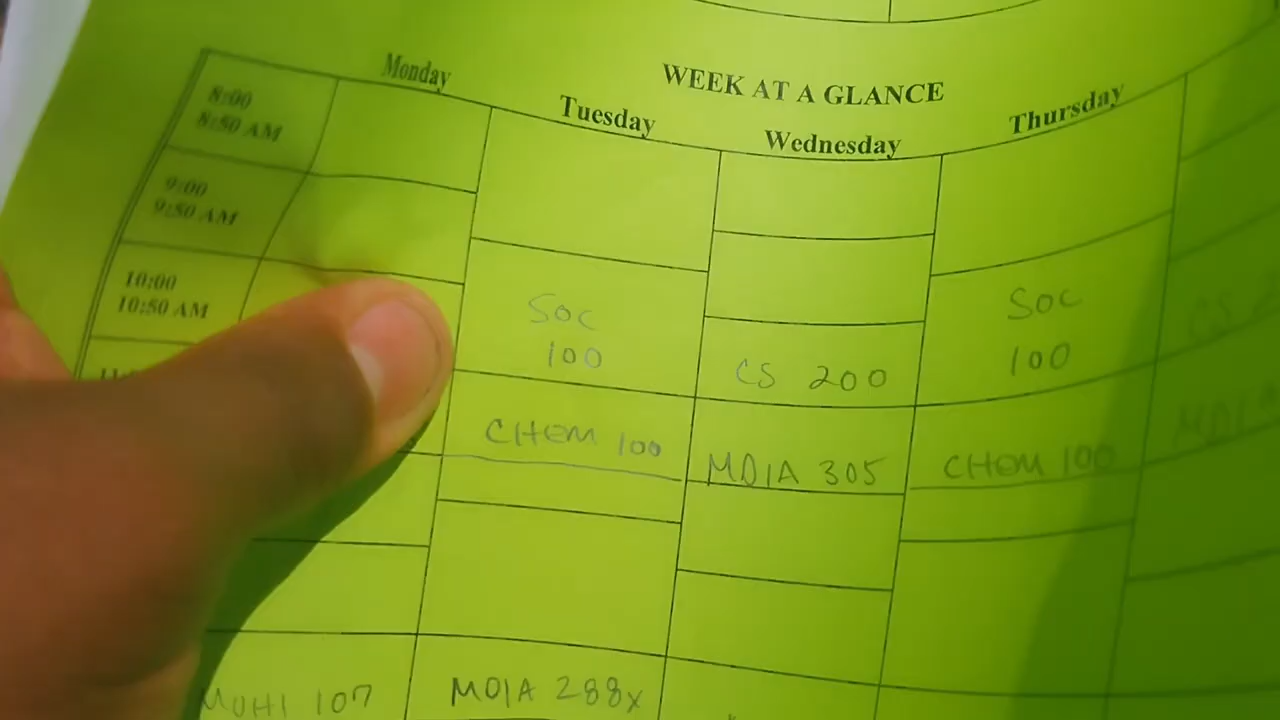 WEEK AT A GLANCE
Monday
Tuesday
Wednesday
Thursday
8:00
8:50 AM
9:00
9:50 AM
10:00
10:50 AM
SOC
100
CS 200
SOC
100
CHEM 100
MDIA 305
CHEM 100
107
MDIA 288x